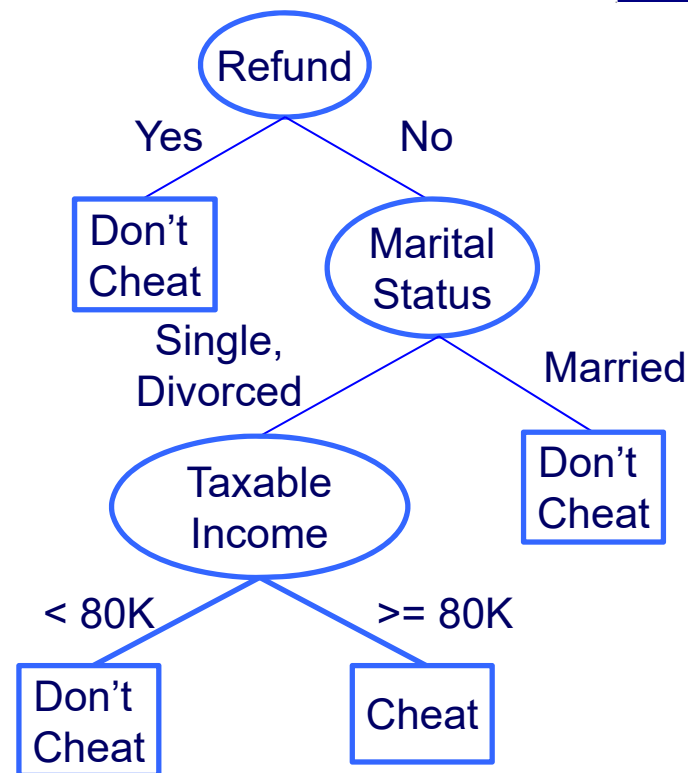 Refund
Yes
No
Don’t
Cheat
Marital
Status
Single,
Divorced
Married
Taxable
Income
Don’t
Cheat
< 80K
>= 80K
Don’t
Cheat
Cheat